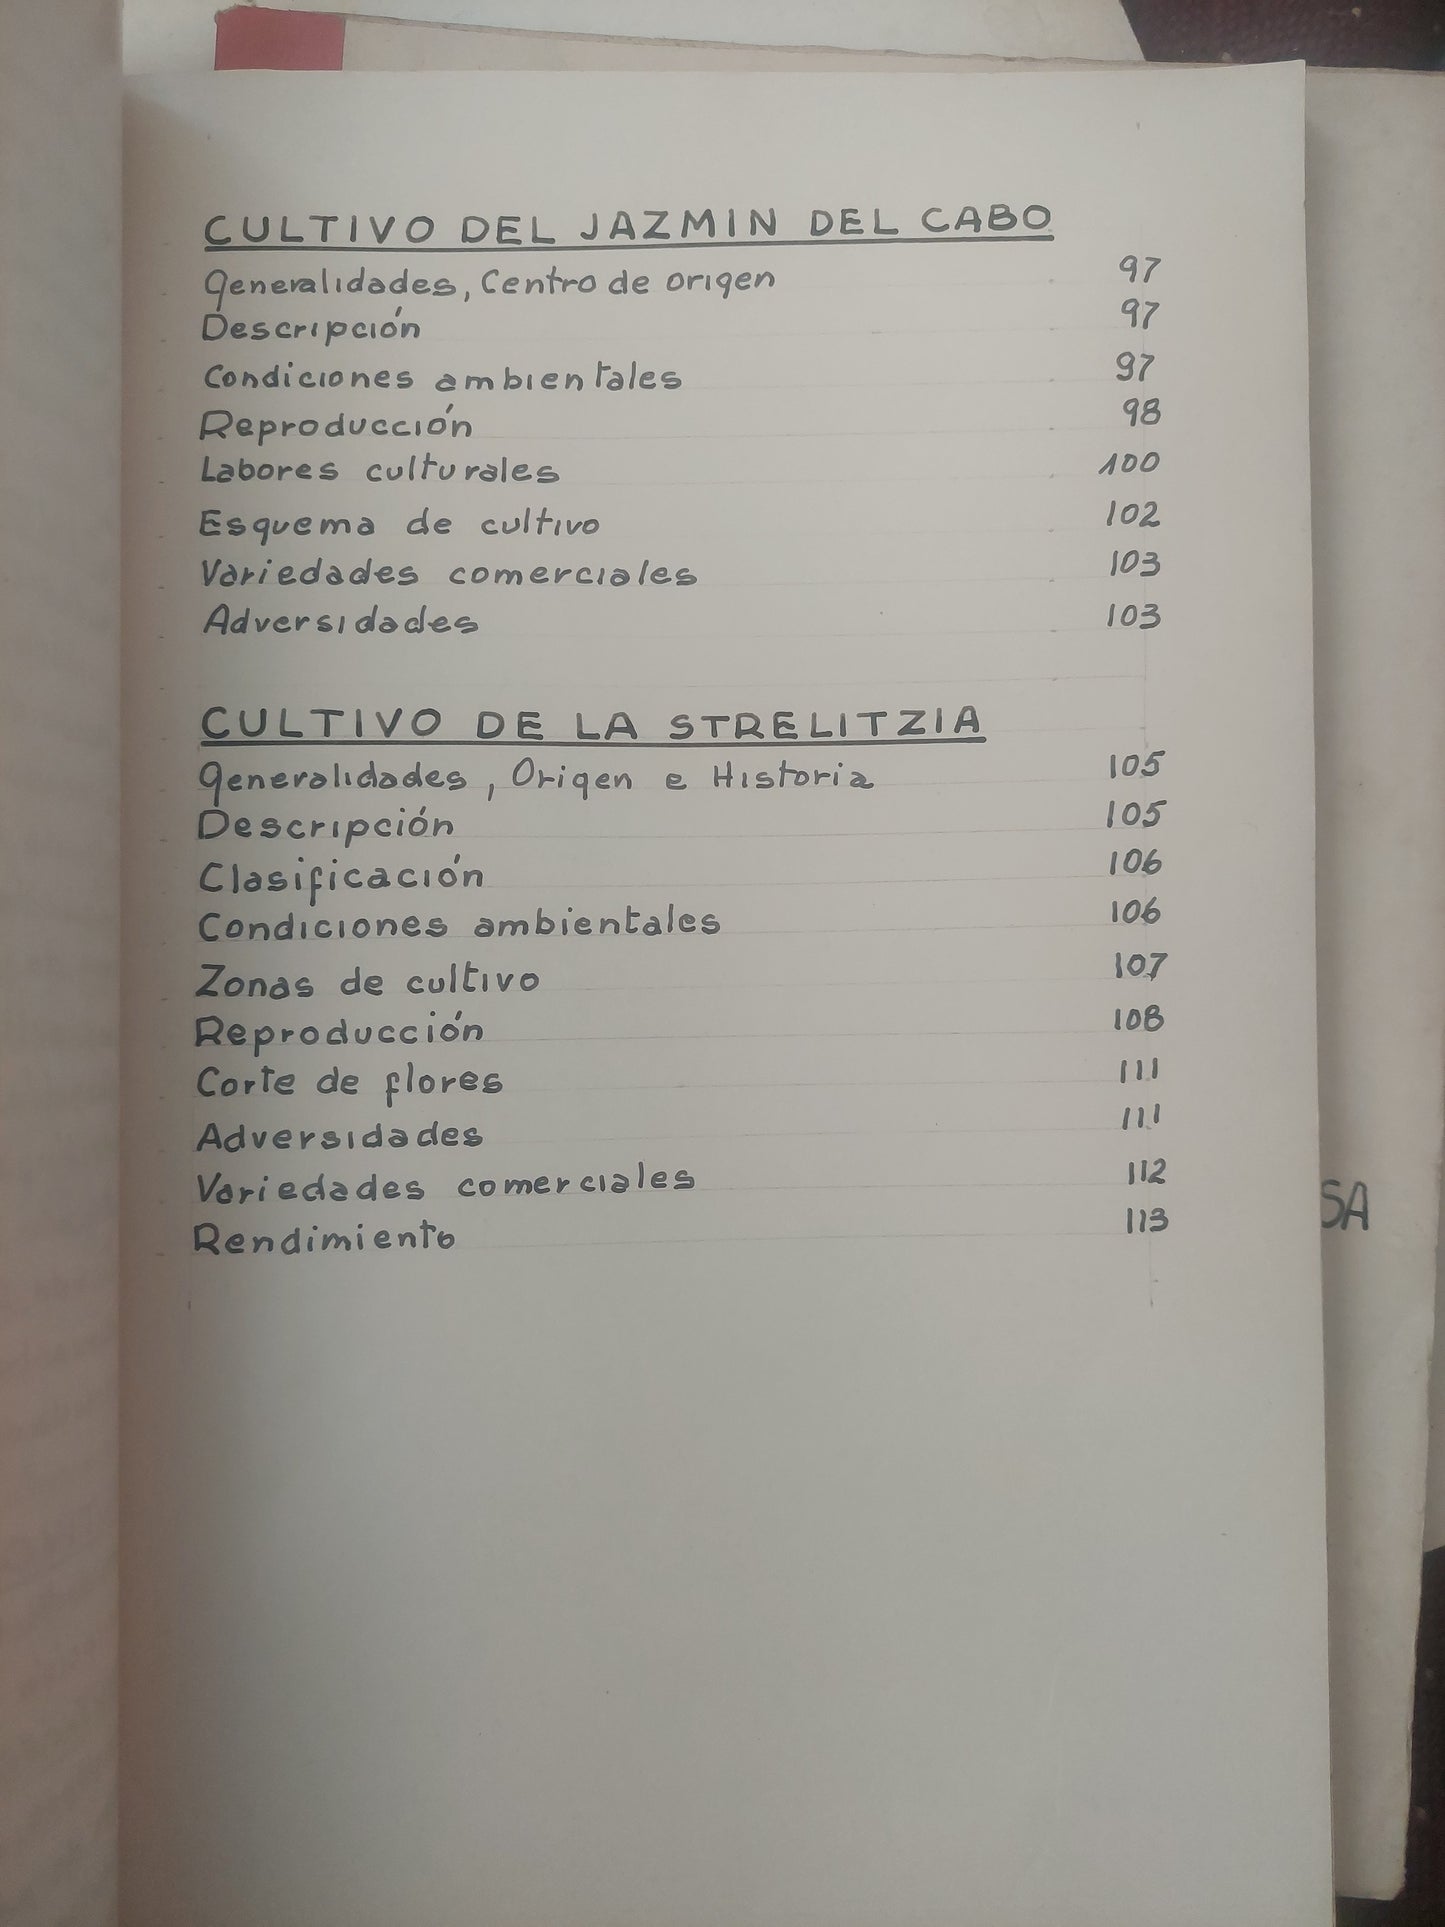 CULTIVO DEL JAZMIN DEL CABO
Generalidades, Centro de origen 97
Descripción 97
Condiciones ambientales 97
Reproducción 98
Labores culturales 100
Esquema de cultivo 102
Variedades comerciales 103
Adversidades 103
CULTIVO DE LA STRELITZIA
Generalidades, Origen e Historia 105
Descripción 105
Clasificación 106
Condiciones ambientales 106
Zonas de cultivo 107
Reproducción 108
Corte de flores 111
Adversidades 111
Variedades comerciales 112
Rendimiento 113
SA